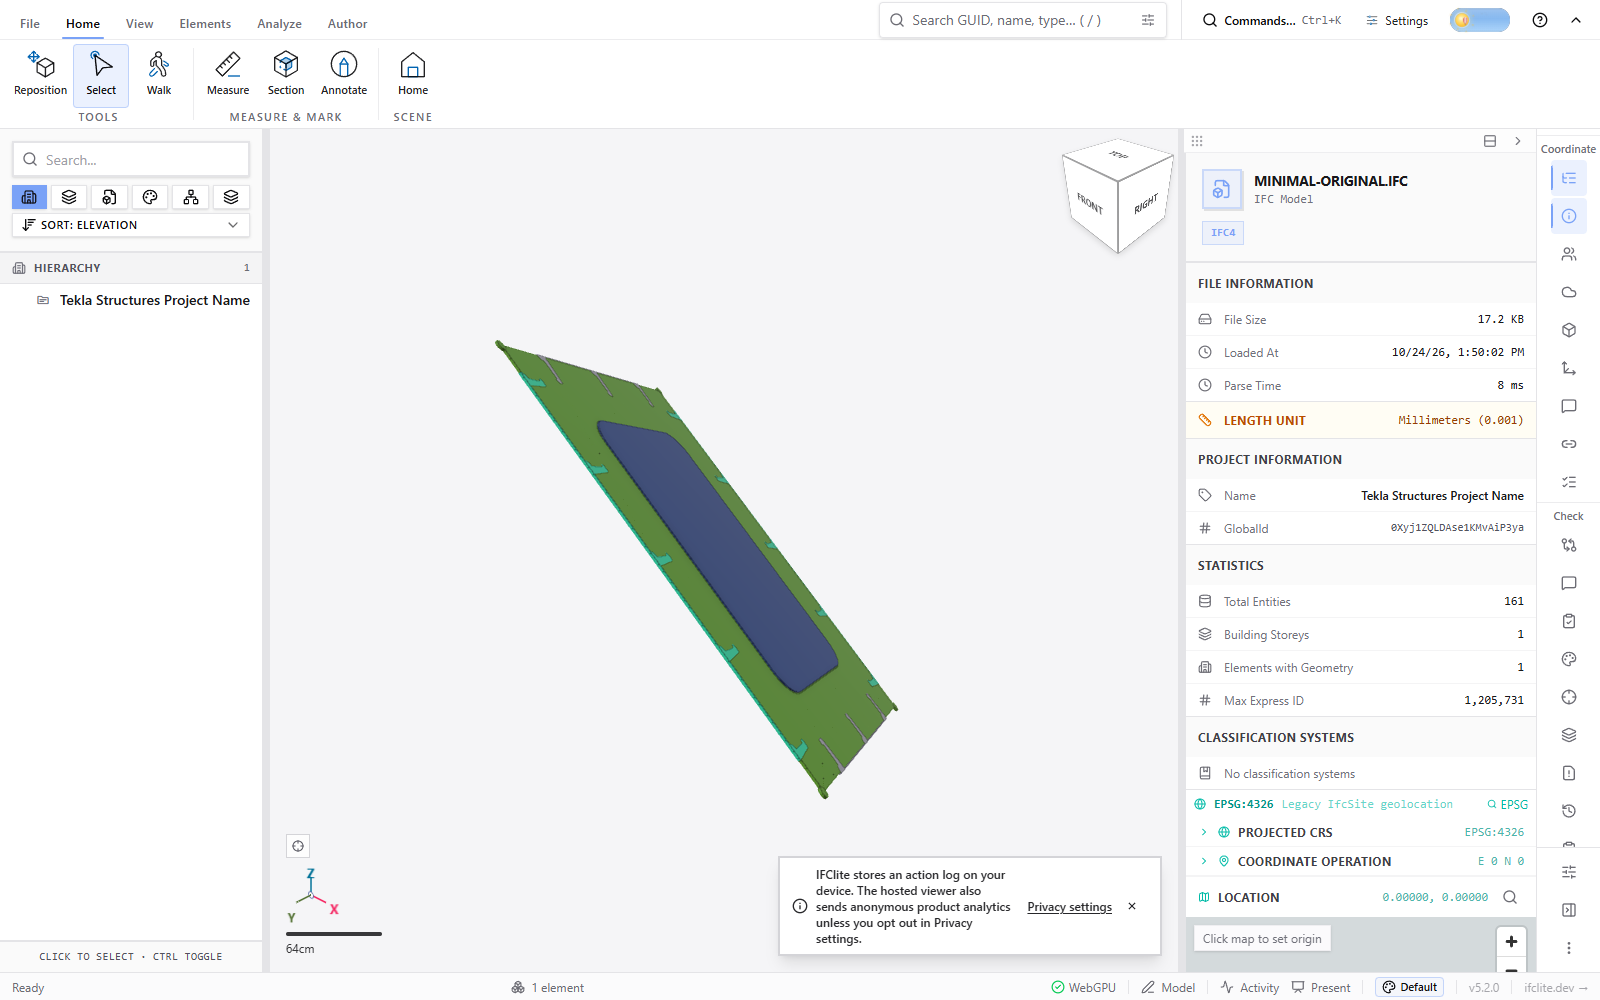 File Home View Elements Analyze Author
Search GUID, name, type... ( / )
Commands... Ctrl+K
Settings
Reposition Select Walk
Measure Section Annotate
Home
TOOLS MEASURE & MARK SCENE
Search...
SORT: ELEVATION
HIERARCHY 1
Tekla Structures Project Name
CLICK TO SELECT · CTRL TOGGLE
TOP
FRONT
RIGHT
Z
Y
X
64cm
IFClite stores an action log on your
device. The hosted viewer also
sends anonymous product analytics
unless you opt out in Privacy
settings.
Privacy settings
MINIMAL-ORIGINAL.IFC
IFC Model
IFC4
FILE INFORMATION
File Size 17.2 KB
Loaded At 10/24/26, 1:50:02 PM
Parse Time 8 ms
LENGTH UNIT Millimeters (0.001)
PROJECT INFORMATION
Name Tekla Structures Project Name
GlobalId 0Xyj1ZQLDAse1KMvAiP3ya
STATISTICS
Total Entities 161
Building Storeys 1
Elements with Geometry 1
Max Express ID 1,205,731
CLASSIFICATION SYSTEMS
No classification systems
EPSG:4326 Legacy IfcSite geolocation EPSG
PROJECTED CRS EPSG:4326
COORDINATE OPERATION E 0 N 0
LOCATION 0.00000, 0.00000
Click map to set origin
Coordinate
Check
Ready
1 element
WebGPU
Model
Activity
Present
Default
v5.2.0
ifclite.dev →